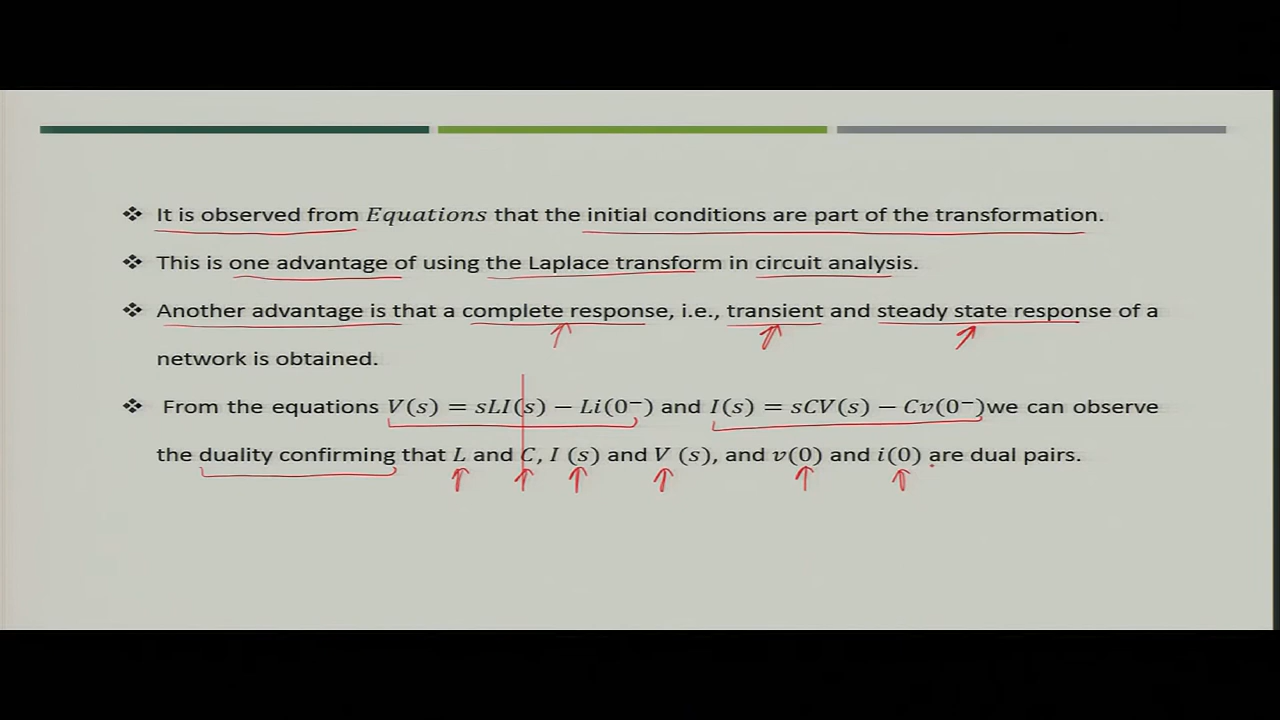 ❖ It is observed from Equations that the initial conditions are part of the transformation.
❖ This is one advantage of using the Laplace transform in circuit analysis.
❖ Another advantage is that a complete response, i.e., transient and steady state response of a
network is obtained.
❖ From the equations V(s) = sLI(s) − Li(0⁻) and I(s) = sCV(s) − Cv(0⁻)we can observe
the duality confirming that L and C, I (s) and V (s), and v(0) and i(0) are dual pairs.